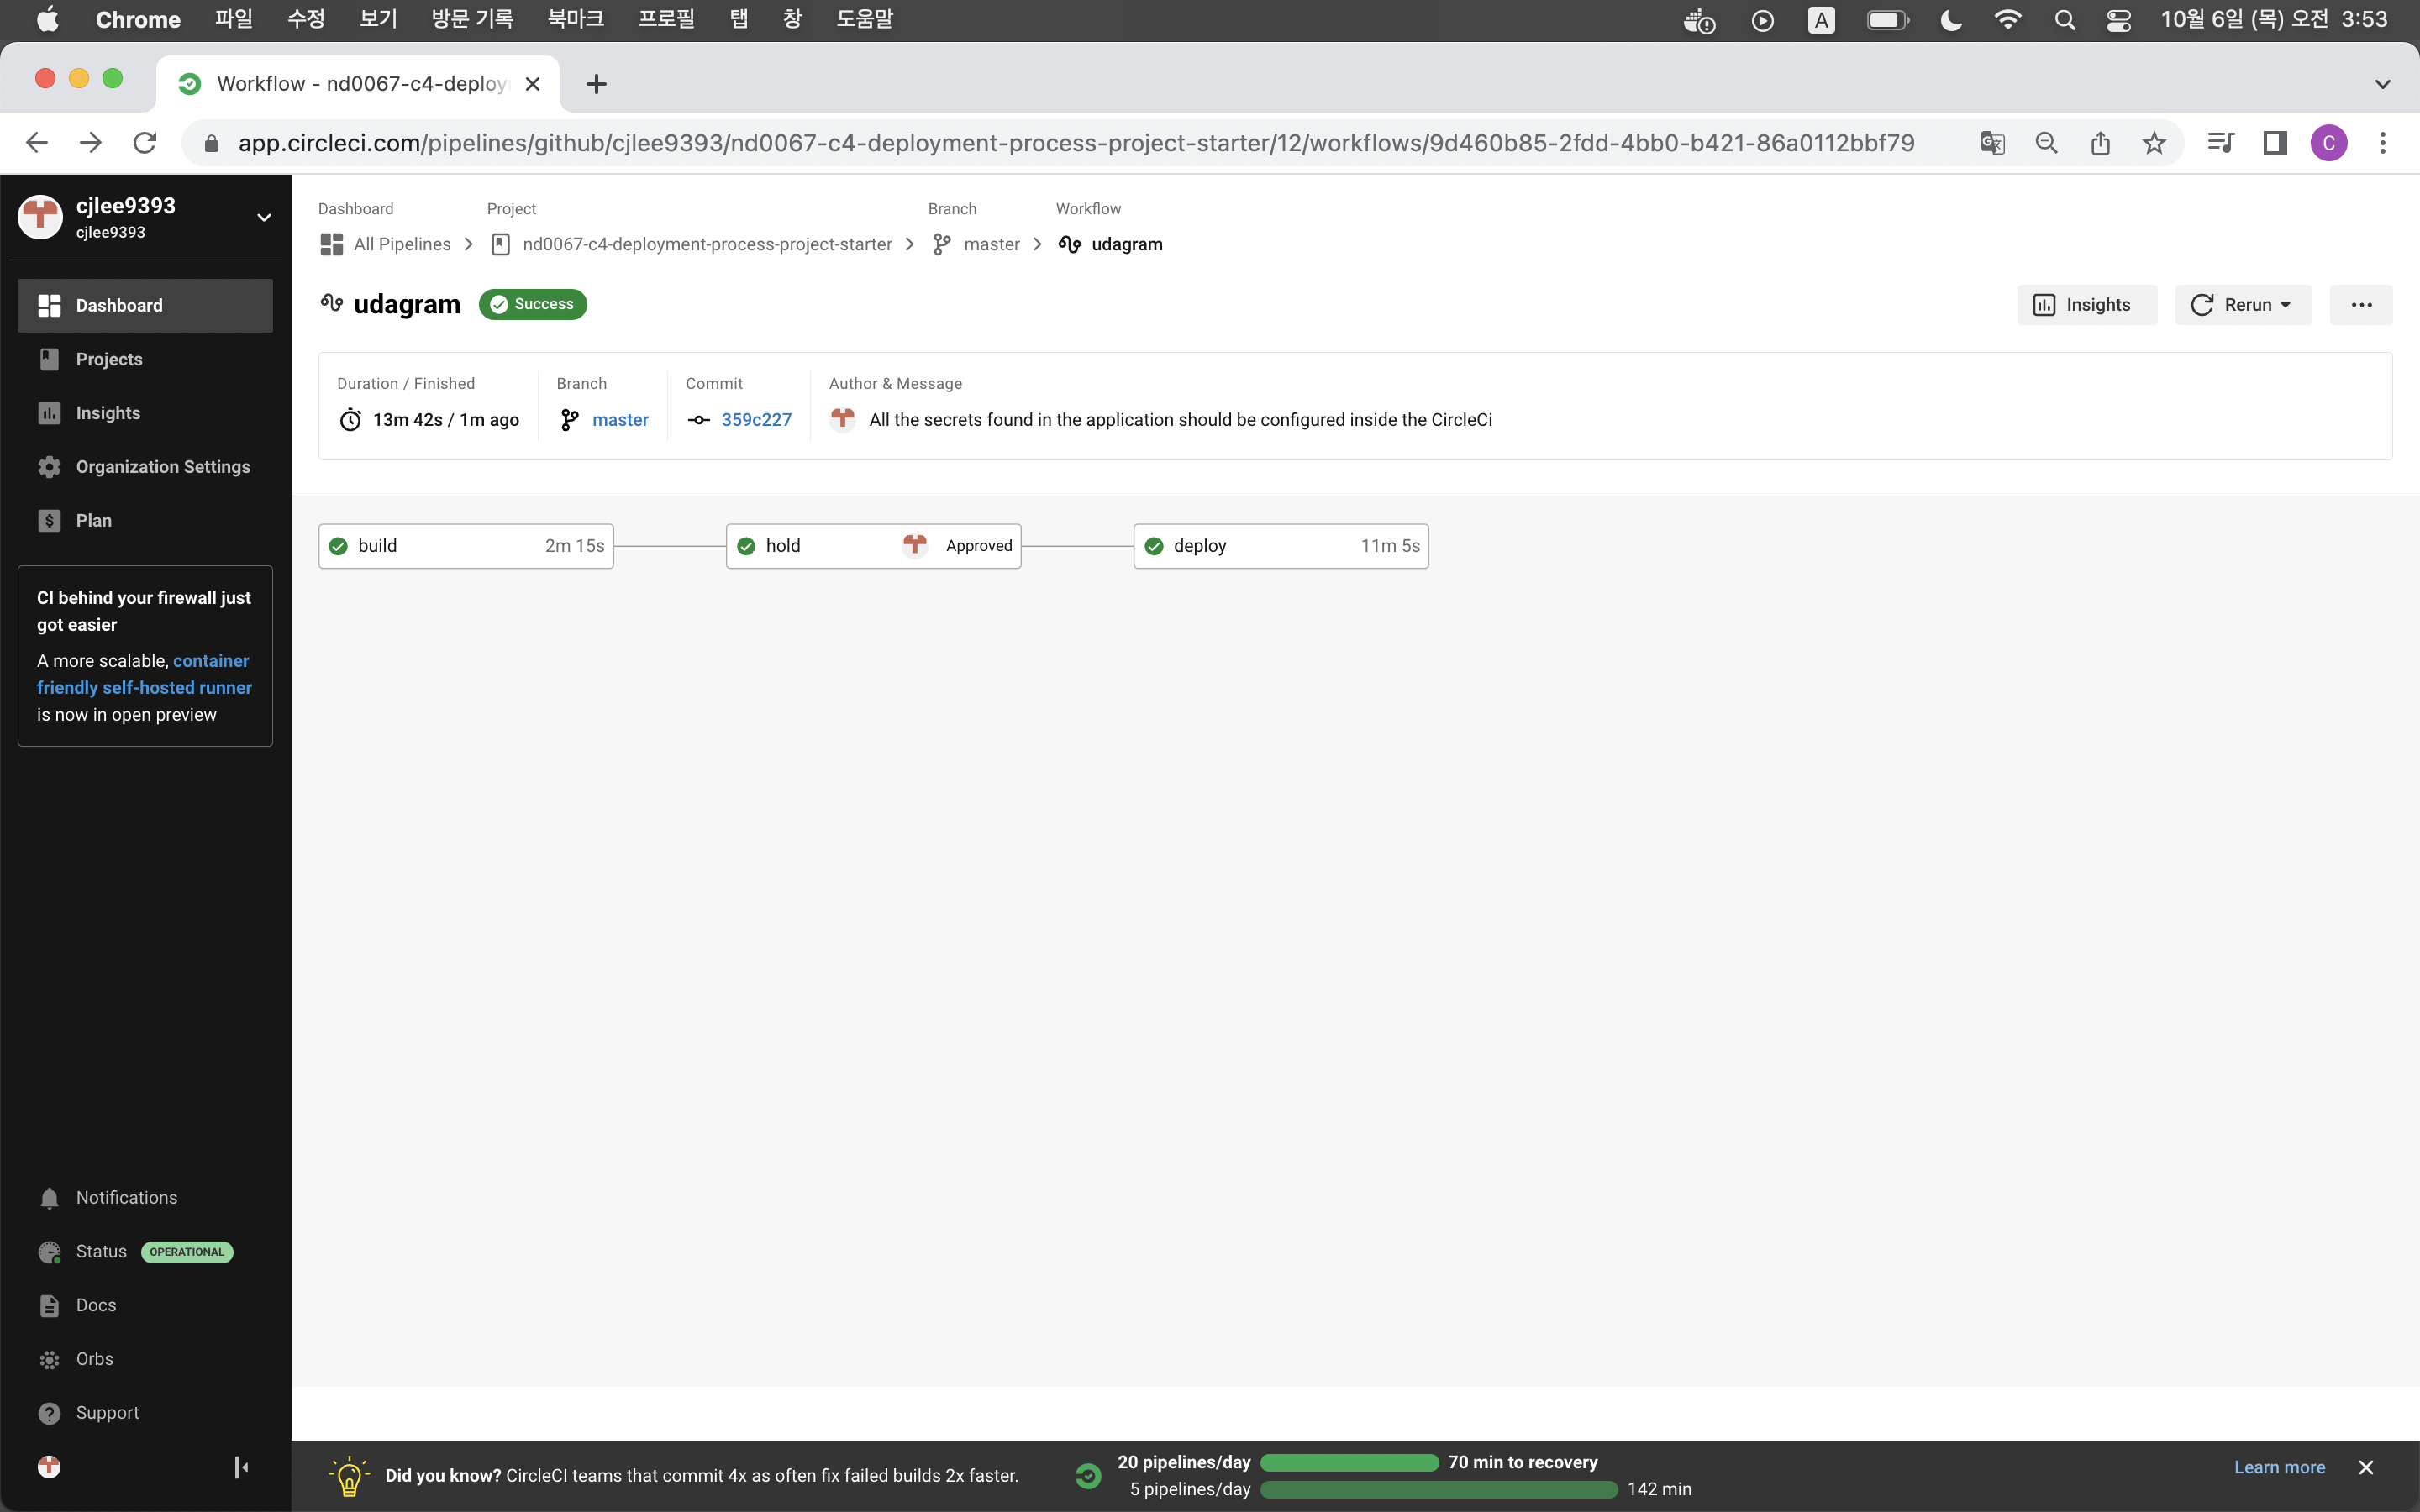 Chrome 파일 수정 보기 방문 기록 북마크 프로필 탭 창 도움말 A 10월 6일 (목) 오전 3:53
Workflow - nd0067-c4-deploy
app.circleci.com/pipelines/github/cjlee9393/nd0067-c4-deployment-process-project-starter/12/workflows/9d460b85-2fdd-4bb0-b421-86a0112bbf79 C
cjlee9393
cjlee9393
Dashboard
Projects
Insights
Organization Settings
Plan
CI behind your firewall just
got easier
A more scalable, container
friendly self-hosted runner
is now in open preview
Notifications
Status OPERATIONAL
Docs
Orbs
Support
Dashboard Project Branch Workflow
All Pipelines nd0067-c4-deployment-process-project-starter master udagram
udagram Success Insights Rerun
Duration / Finished Branch Commit Author & Message
13m 42s / 1m ago master 359c227 All the secrets found in the application should be configured inside the CircleCi
build 2m 15s hold Approved deploy 11m 5s
Did you know? CircleCI teams that commit 4x as often fix failed builds 2x faster.
20 pipelines/day 70 min to recovery
5 pipelines/day 142 min
Learn more